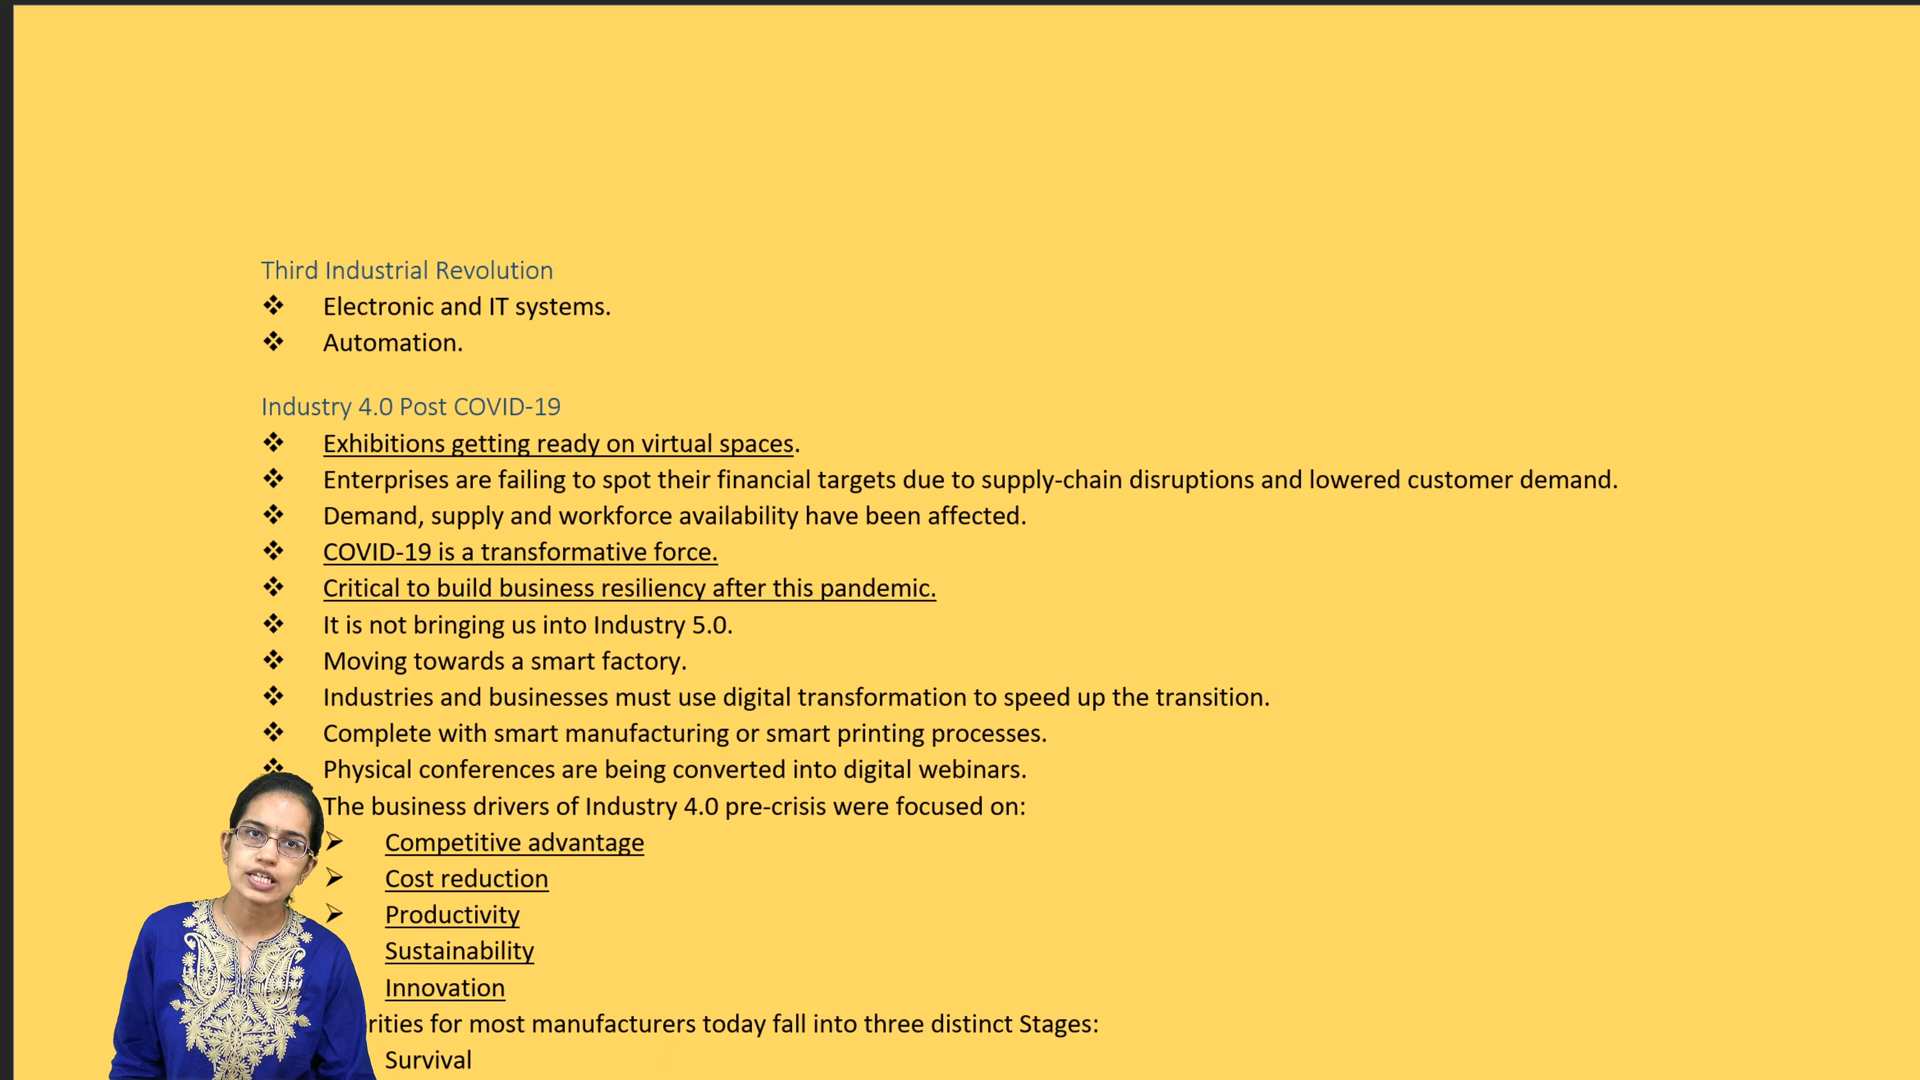 Third Industrial Revolution
❖ Electronic and IT systems.
❖ Automation.
Industry 4.0 Post COVID-19
❖ Exhibitions getting ready on virtual spaces.
❖ Enterprises are failing to spot their financial targets due to supply-chain disruptions and lowered customer demand.
❖ Demand, supply and workforce availability have been affected.
❖ COVID-19 is a transformative force.
❖ Critical to build business resiliency after this pandemic.
❖ It is not bringing us into Industry 5.0.
❖ Moving towards a smart factory.
❖ Industries and businesses must use digital transformation to speed up the transition.
❖ Complete with smart manufacturing or smart printing processes.
❖ Physical conferences are being converted into digital webinars.
The business drivers of Industry 4.0 pre-crisis were focused on:
➢ Competitive advantage
➢ Cost reduction
➢ Productivity
Sustainability
Innovation
for most manufacturers today fall into three distinct Stages:
Survival